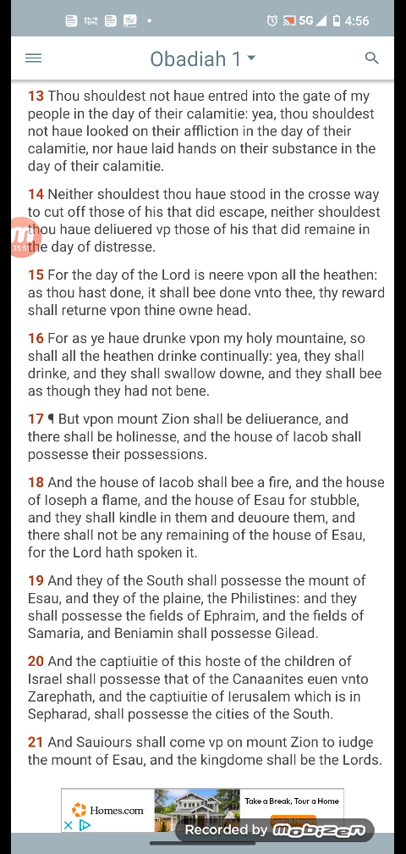 5G 4:56
Obadiah 1
13 Thou shouldest not haue entred into the gate of my
people in the day of their calamitie: yea, thou shouldest
not haue looked on their affliction in the day of their
calamitie, nor haue laid hands on their substance in the
day of their calamitie.
14 Neither shouldest thou haue stood in the crosse way
to cut off those of his that did escape, neither shouldest
thou haue deliuered vp those of his that did remaine in
the day of distresse.
15 For the day of the Lord is neere vpon all the heathen:
as thou hast done, it shall bee done vnto thee, thy reward
shall returne vpon thine owne head.
16 For as ye haue drunke vpon my holy mountaine, so
shall all the heathen drinke continually: yea, they shall
drinke, and they shall swallow downe, and they shall bee
as though they had not bene.
17 ¶ But vpon mount Zion shall be deliuerance, and
there shall be holinesse, and the house of Iacob shall
possesse their possessions.
18 And the house of Iacob shall bee a fire, and the house
of Ioseph a flame, and the house of Esau for stubble,
and they shall kindle in them and deuoure them, and
there shall not be any remaining of the house of Esau,
for the Lord hath spoken it.
19 And they of the South shall possesse the mount of
Esau, and they of the plaine, the Philistines: and they
shall possesse the fields of Ephraim, and the fields of
Samaria, and Beniamin shall possesse Gilead.
20 And the captiuitie of this hoste of the children of
Israel shall possesse that of the Canaanites euen vnto
Zarephath, and the captiuitie of Ierusalem which is in
Sepharad, shall possesse the cities of the South.
21 And Sauiours shall come vp on mount Zion to iudge
the mount of Esau, and the kingdome shall be the Lords.
Homes.com
Take a Break, Tour a Home
Recorded by mobizen